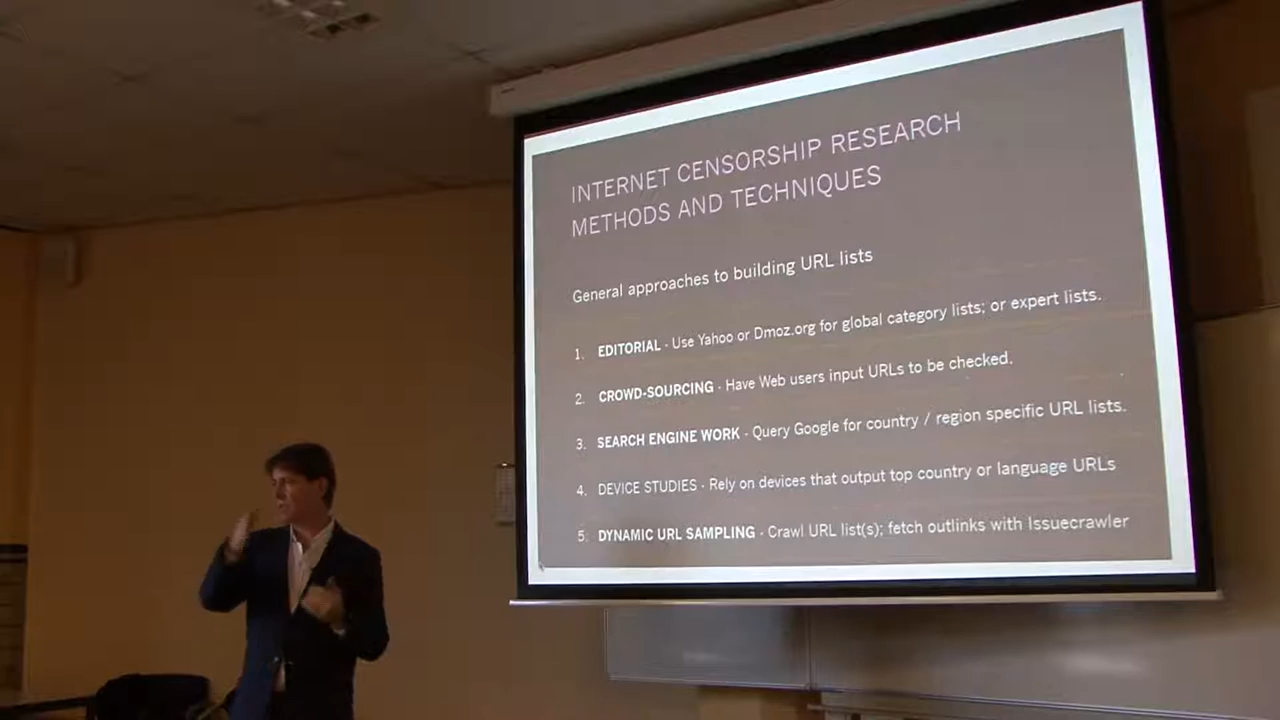 INTERNET CENSORSHIP RESEARCH
METHODS AND TECHNIQUES
General approaches to building URL lists
1. EDITORIAL - Use Yahoo or Dmoz.org for global category lists; or expert lists.
2. CROWD-SOURCING - Have Web users input URLs to be checked.
3. SEARCH ENGINE WORK - Query Google for country / region specific URL lists.
4. DEVICE STUDIES - Rely on devices that output top country or language URLs
5. DYNAMIC URL SAMPLING - Crawl URL list(s); fetch outlinks with Issuecrawler